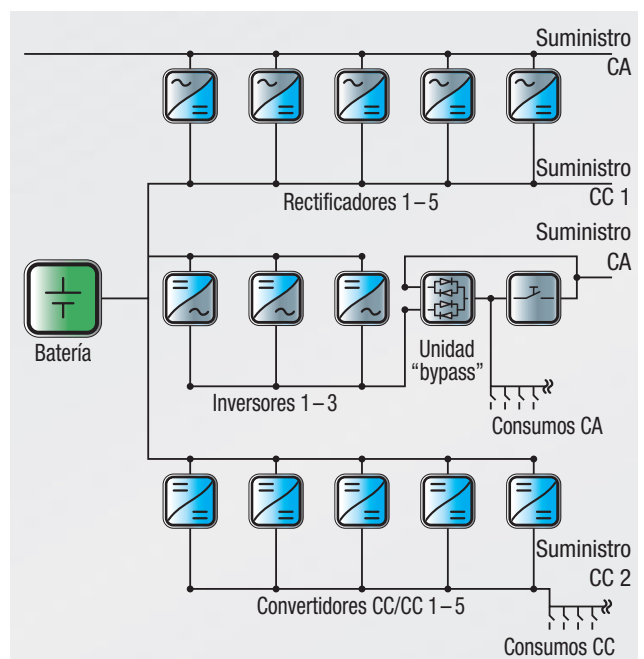 Suministro
CA
Suministro
CC 1
Rectificadores 1–5
Suministro
CA
Batería
Unidad
“bypass”
Inversores 1–3
Consumos CA
Suministro
CC 2
Convertidores CC/CC 1–5
Consumos CC